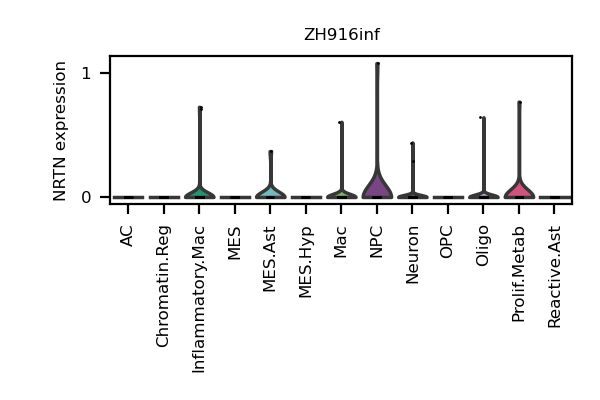 ZH916inf
NRTN expression
1
0
AC
Chromatin.Reg
Inflammatory.Mac
MES
MES.Ast
MES.Hyp
Mac
NPC
Neuron
OPC
Oligo
Prolif.Metab
Reactive.Ast